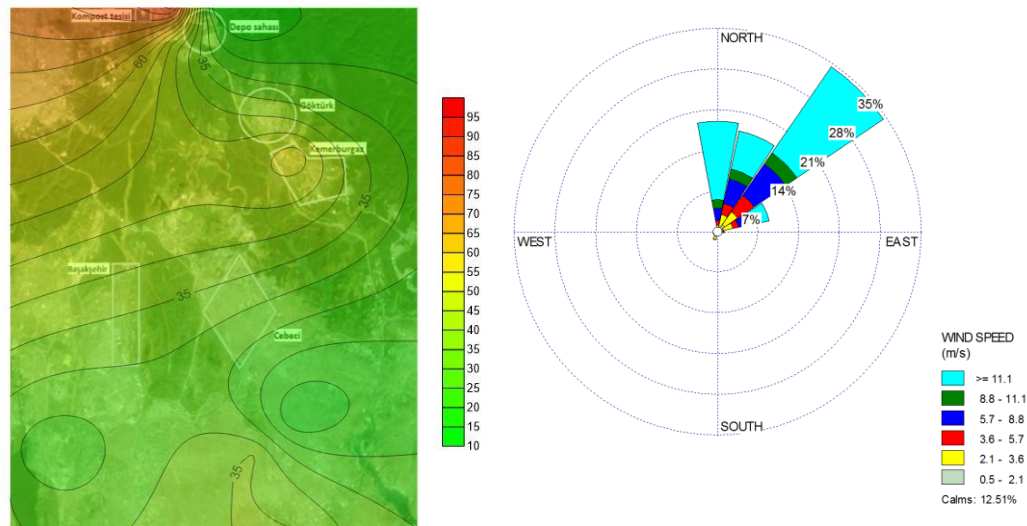 Kompost tesisi
Depo sahası
60
35
Göktürk
Kemerburgaz
35
Başakşehir
35
Cebeci
35
95
90
85
80
75
70
65
60
55
50
45
40
35
30
25
20
15
10
NORTH
35%
28%
21%
14%
7%
WEST
EAST
SOUTH
WIND SPEED
(m/s)
>= 11.1
8.8 - 11.1
5.7 - 8.8
3.6 - 5.7
2.1 - 3.6
0.5 - 2.1
Calms: 12.51%